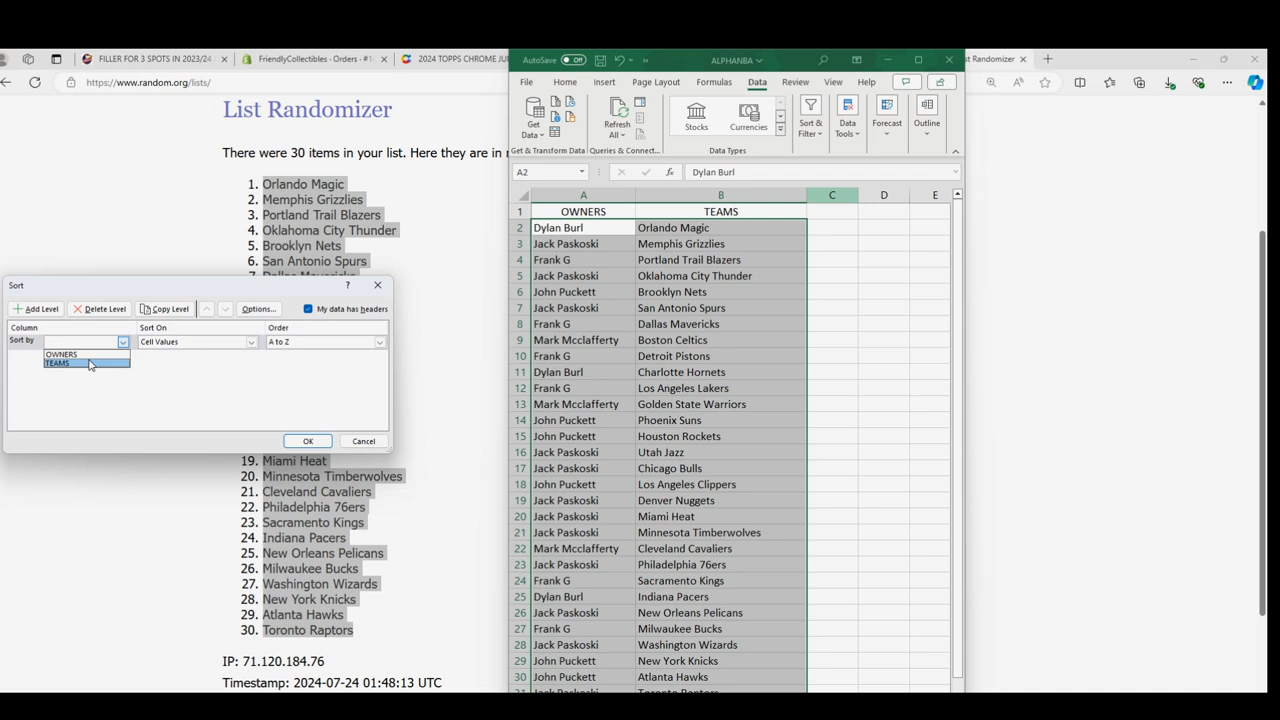 FILLER FOR 3 SPOTS IN 2023/24
FriendlyCollectibles - Orders - #1
2024 TOPPS CHROME JU
https://www.random.org/lists/
List Randomizer
There were 30 items in your list. Here they are in r
1. Orlando Magic
2. Memphis Grizzlies
3. Portland Trail Blazers
4. Oklahoma City Thunder
5. Brooklyn Nets
6. San Antonio Spurs
Sort
?
Add Level
Delete Level
Copy Level
Options...
My data has headers
Column
Sort On
Order
Sort by
Cell Values
A to Z
OWNERS
TEAMS
OK
Cancel
19. Miami Heat
20. Minnesota Timberwolves
21. Cleveland Cavaliers
22. Philadelphia 76ers
23. Sacramento Kings
24. Indiana Pacers
25. New Orleans Pelicans
26. Milwaukee Bucks
27. Washington Wizards
28. New York Knicks
29. Atlanta Hawks
30. Toronto Raptors
IP: 71.120.184.76
Timestamp: 2024-07-24 01:48:13 UTC
AutoSave Off
ALPHANBA
st Randomizer
File Home Insert Page Layout Formulas Data Review View Help
Get Data
Refresh All
Stocks
Currencies
Sort & Filter
Data Tools
Forecast
Outline
Get & Transform Data
Queries & Connect...
Data Types
A2
fx
Dylan Burl
A B C D E
1 OWNERS TEAMS
2 Dylan Burl Orlando Magic
3 Jack Paskoski Memphis Grizzlies
4 Frank G Portland Trail Blazers
5 Jack Paskoski Oklahoma City Thunder
6 John Puckett Brooklyn Nets
7 Jack Paskoski San Antonio Spurs
8 Frank G Dallas Mavericks
9 Mark Mcclafferty Boston Celtics
10 Frank G Detroit Pistons
11 Dylan Burl Charlotte Hornets
12 Frank G Los Angeles Lakers
13 Mark Mcclafferty Golden State Warriors
14 John Puckett Phoenix Suns
15 John Puckett Houston Rockets
16 Jack Paskoski Utah Jazz
17 Jack Paskoski Chicago Bulls
18 John Puckett Los Angeles Clippers
19 Jack Paskoski Denver Nuggets
20 Jack Paskoski Miami Heat
21 Jack Paskoski Minnesota Timberwolves
22 Mark Mcclafferty Cleveland Cavaliers
23 Jack Paskoski Philadelphia 76ers
24 Frank G Sacramento Kings
25 Dylan Burl Indiana Pacers
26 Jack Paskoski New Orleans Pelicans
27 Frank G Milwaukee Bucks
28 Jack Paskoski Washington Wizards
29 John Puckett New York Knicks
30 John Puckett Atlanta Hawks